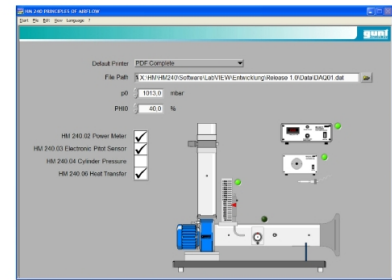 HM 240 PRINCIPLES OF AIRFLOW
Start File Edit View Language ?
gunt
Default Printer PDF Complete
File Path X:\HM\HM240\Software\LabVIEW\Entwicklung\Release 1.0\Data\DAQ01.dat
p0 1013,0 mbar
PH60 40,0 %
HM 240.02 Power Meter
HM 240.03 Electronic Pitot Sensor
HM 240.04 Cylinder Pressure
HM 240.06 Heat Transfer